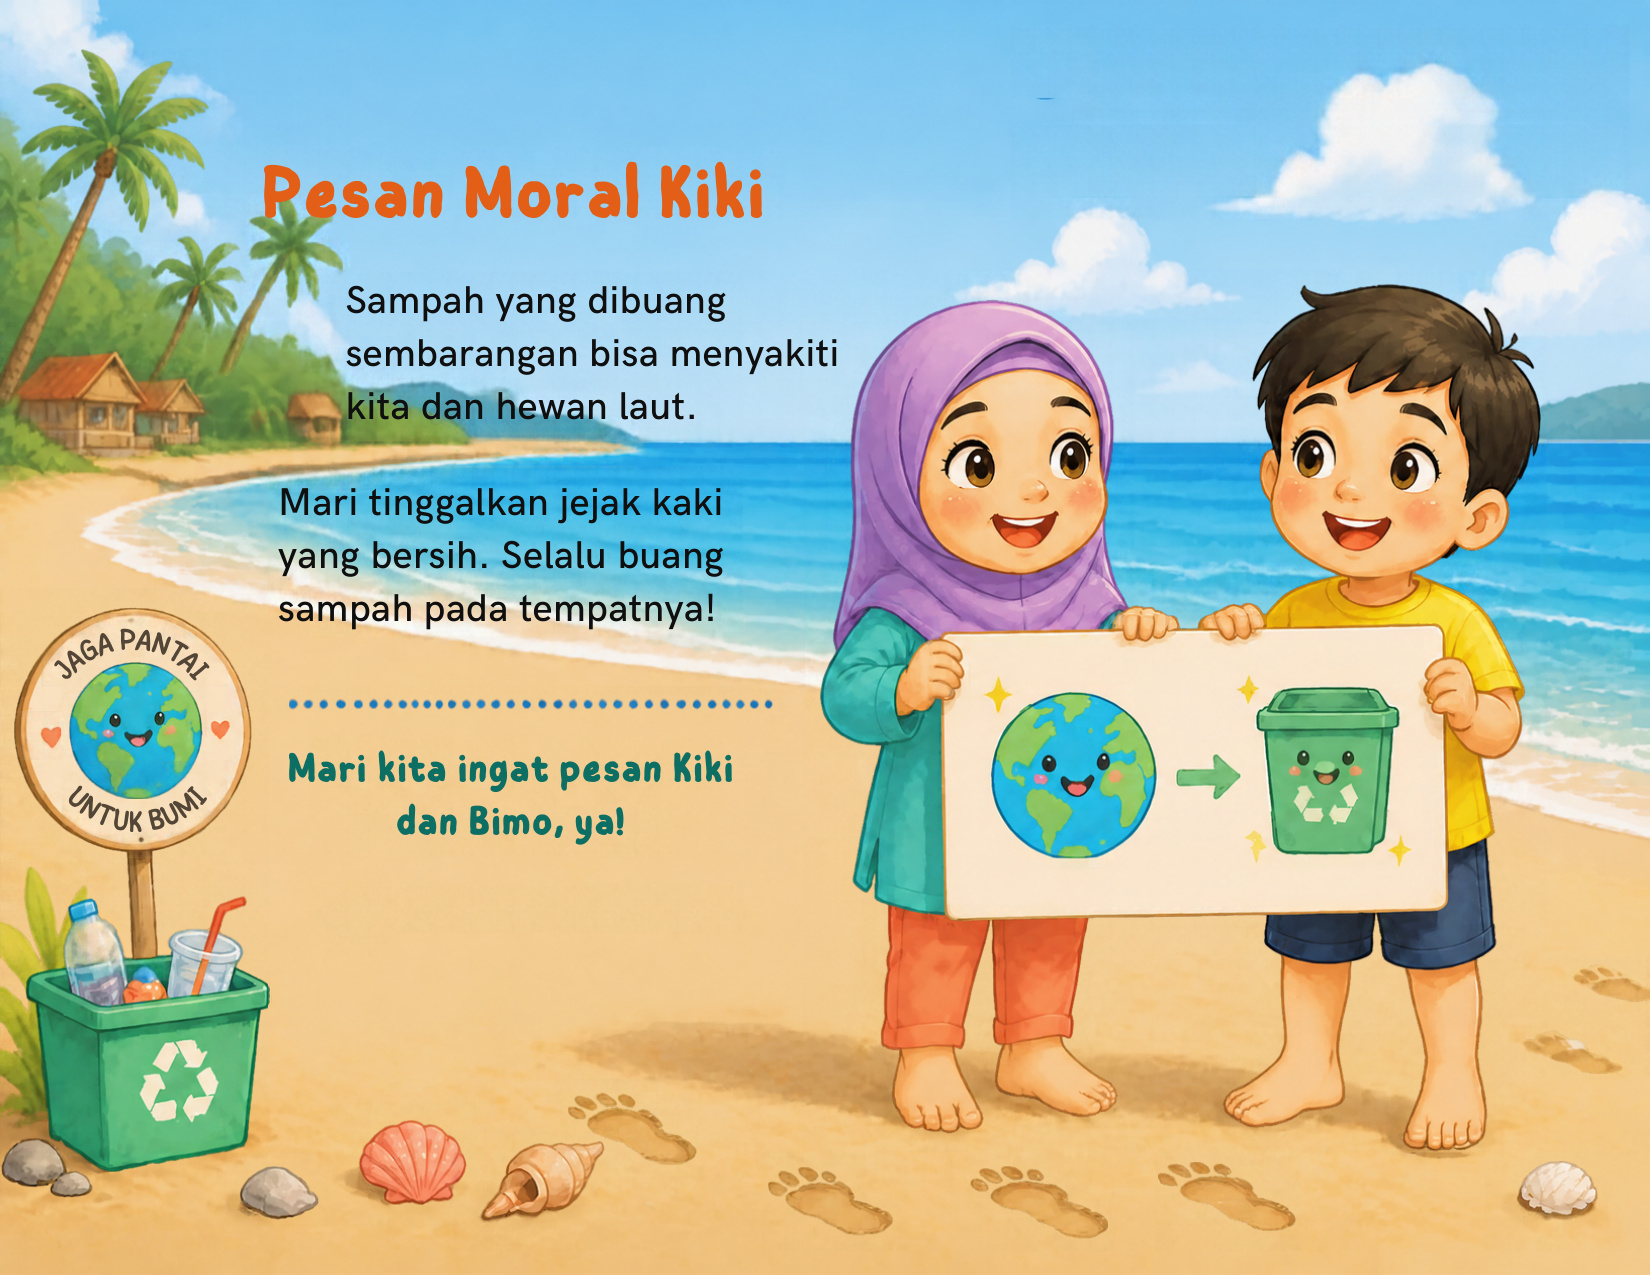 Pesan Moral Kiki
Sampah yang dibuang
sembarangan bisa menyakiti
kita dan hewan laut.
Mari tinggalkan jejak kaki
yang bersih. Selalu buang
sampah pada tempatnya!
Mari kita ingat pesan Kiki
dan Bimo, ya!
JAGA PANTAI
UNTUK BUMI